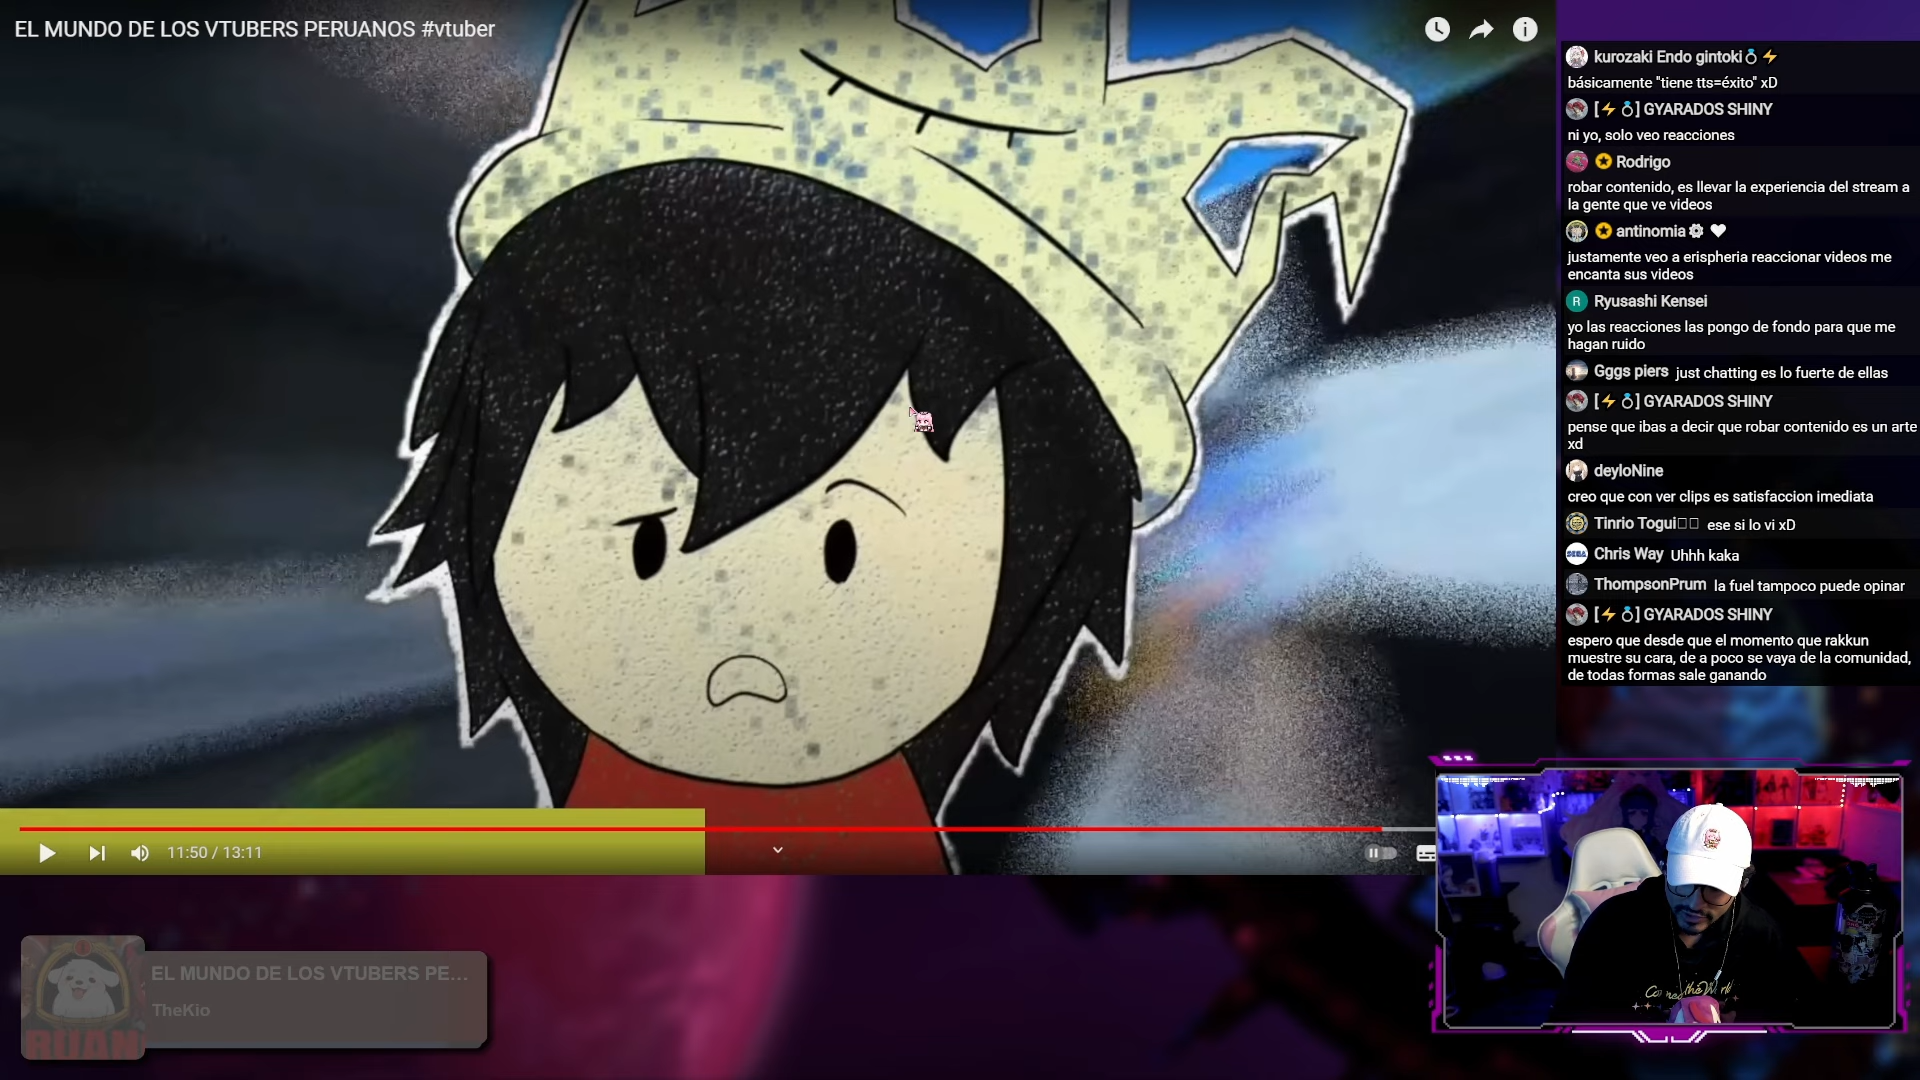 EL MUNDO DE LOS VTUBERS PERUANOS #vtuber
kurozaki Endo gintoki
básicamente "tiene tts=éxito" xD
[⚡💍] GYARADOS SHINY
ni yo, solo veo reacciones
Rodrigo
robar contenido, es llevar la experiencia del stream a
la gente que ve videos
antinomia
justamente veo a erispheria reaccionar videos me
encanta sus videos
R Ryusashi Kensei
yo las reacciones las pongo de fondo para que me
hagan ruido
Gggs piers just chatting es lo fuerte de ellas
[⚡💍] GYARADOS SHINY
pense que ibas a decir que robar contenido es un arte
xd
deyloNine
creo que con ver clips es satisfaccion imediata
Tinrio Togui ese si lo vi xD
SEGA Chris Way Uhhh kaka
ThompsonPrum la fuel tampoco puede opinar
[⚡💍] GYARADOS SHINY
espero que desde que el momento que rakkun
muestre su cara, de a poco se vaya de la comunidad,
de todas formas sale ganando
11:50 / 13:11
EL MUNDO DE LOS VTUBERS PE...
TheKio
RUAN